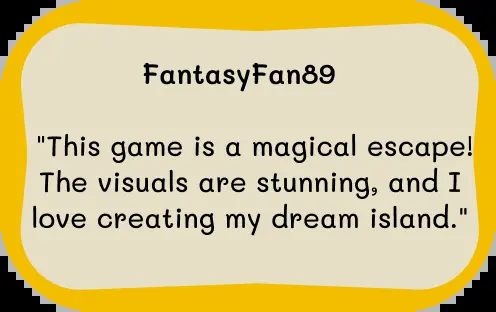 FantasyFan89
"This game is a magical escape!
The visuals are stunning, and I
love creating my dream island."